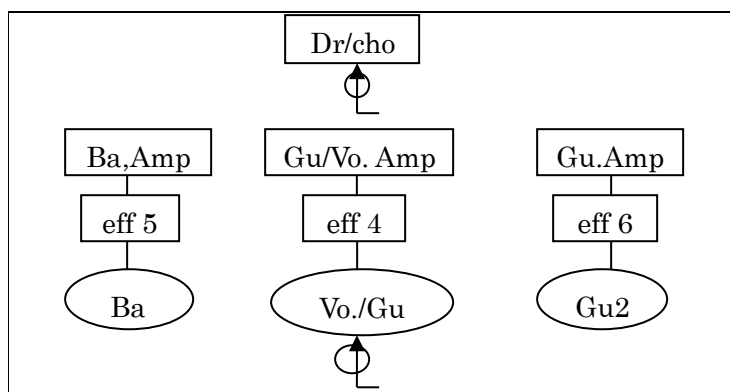 Dr/cho
Ba,Amp Gu/Vo. Amp Gu.Amp
eff 5 eff 4 eff 6
Ba Vo./Gu Gu2